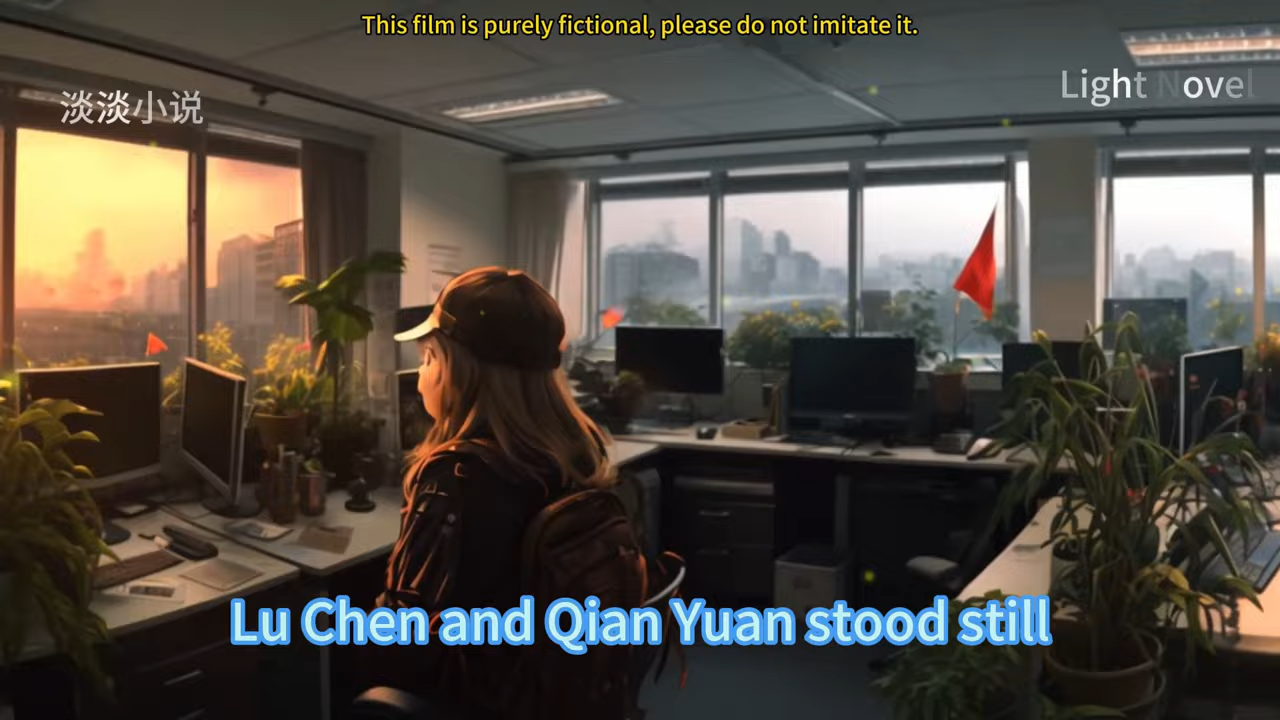 This film is purely fictional, please do not imitate it.
淡淡小说
Light Novel
Lu Chen and Qian Yuan stood still